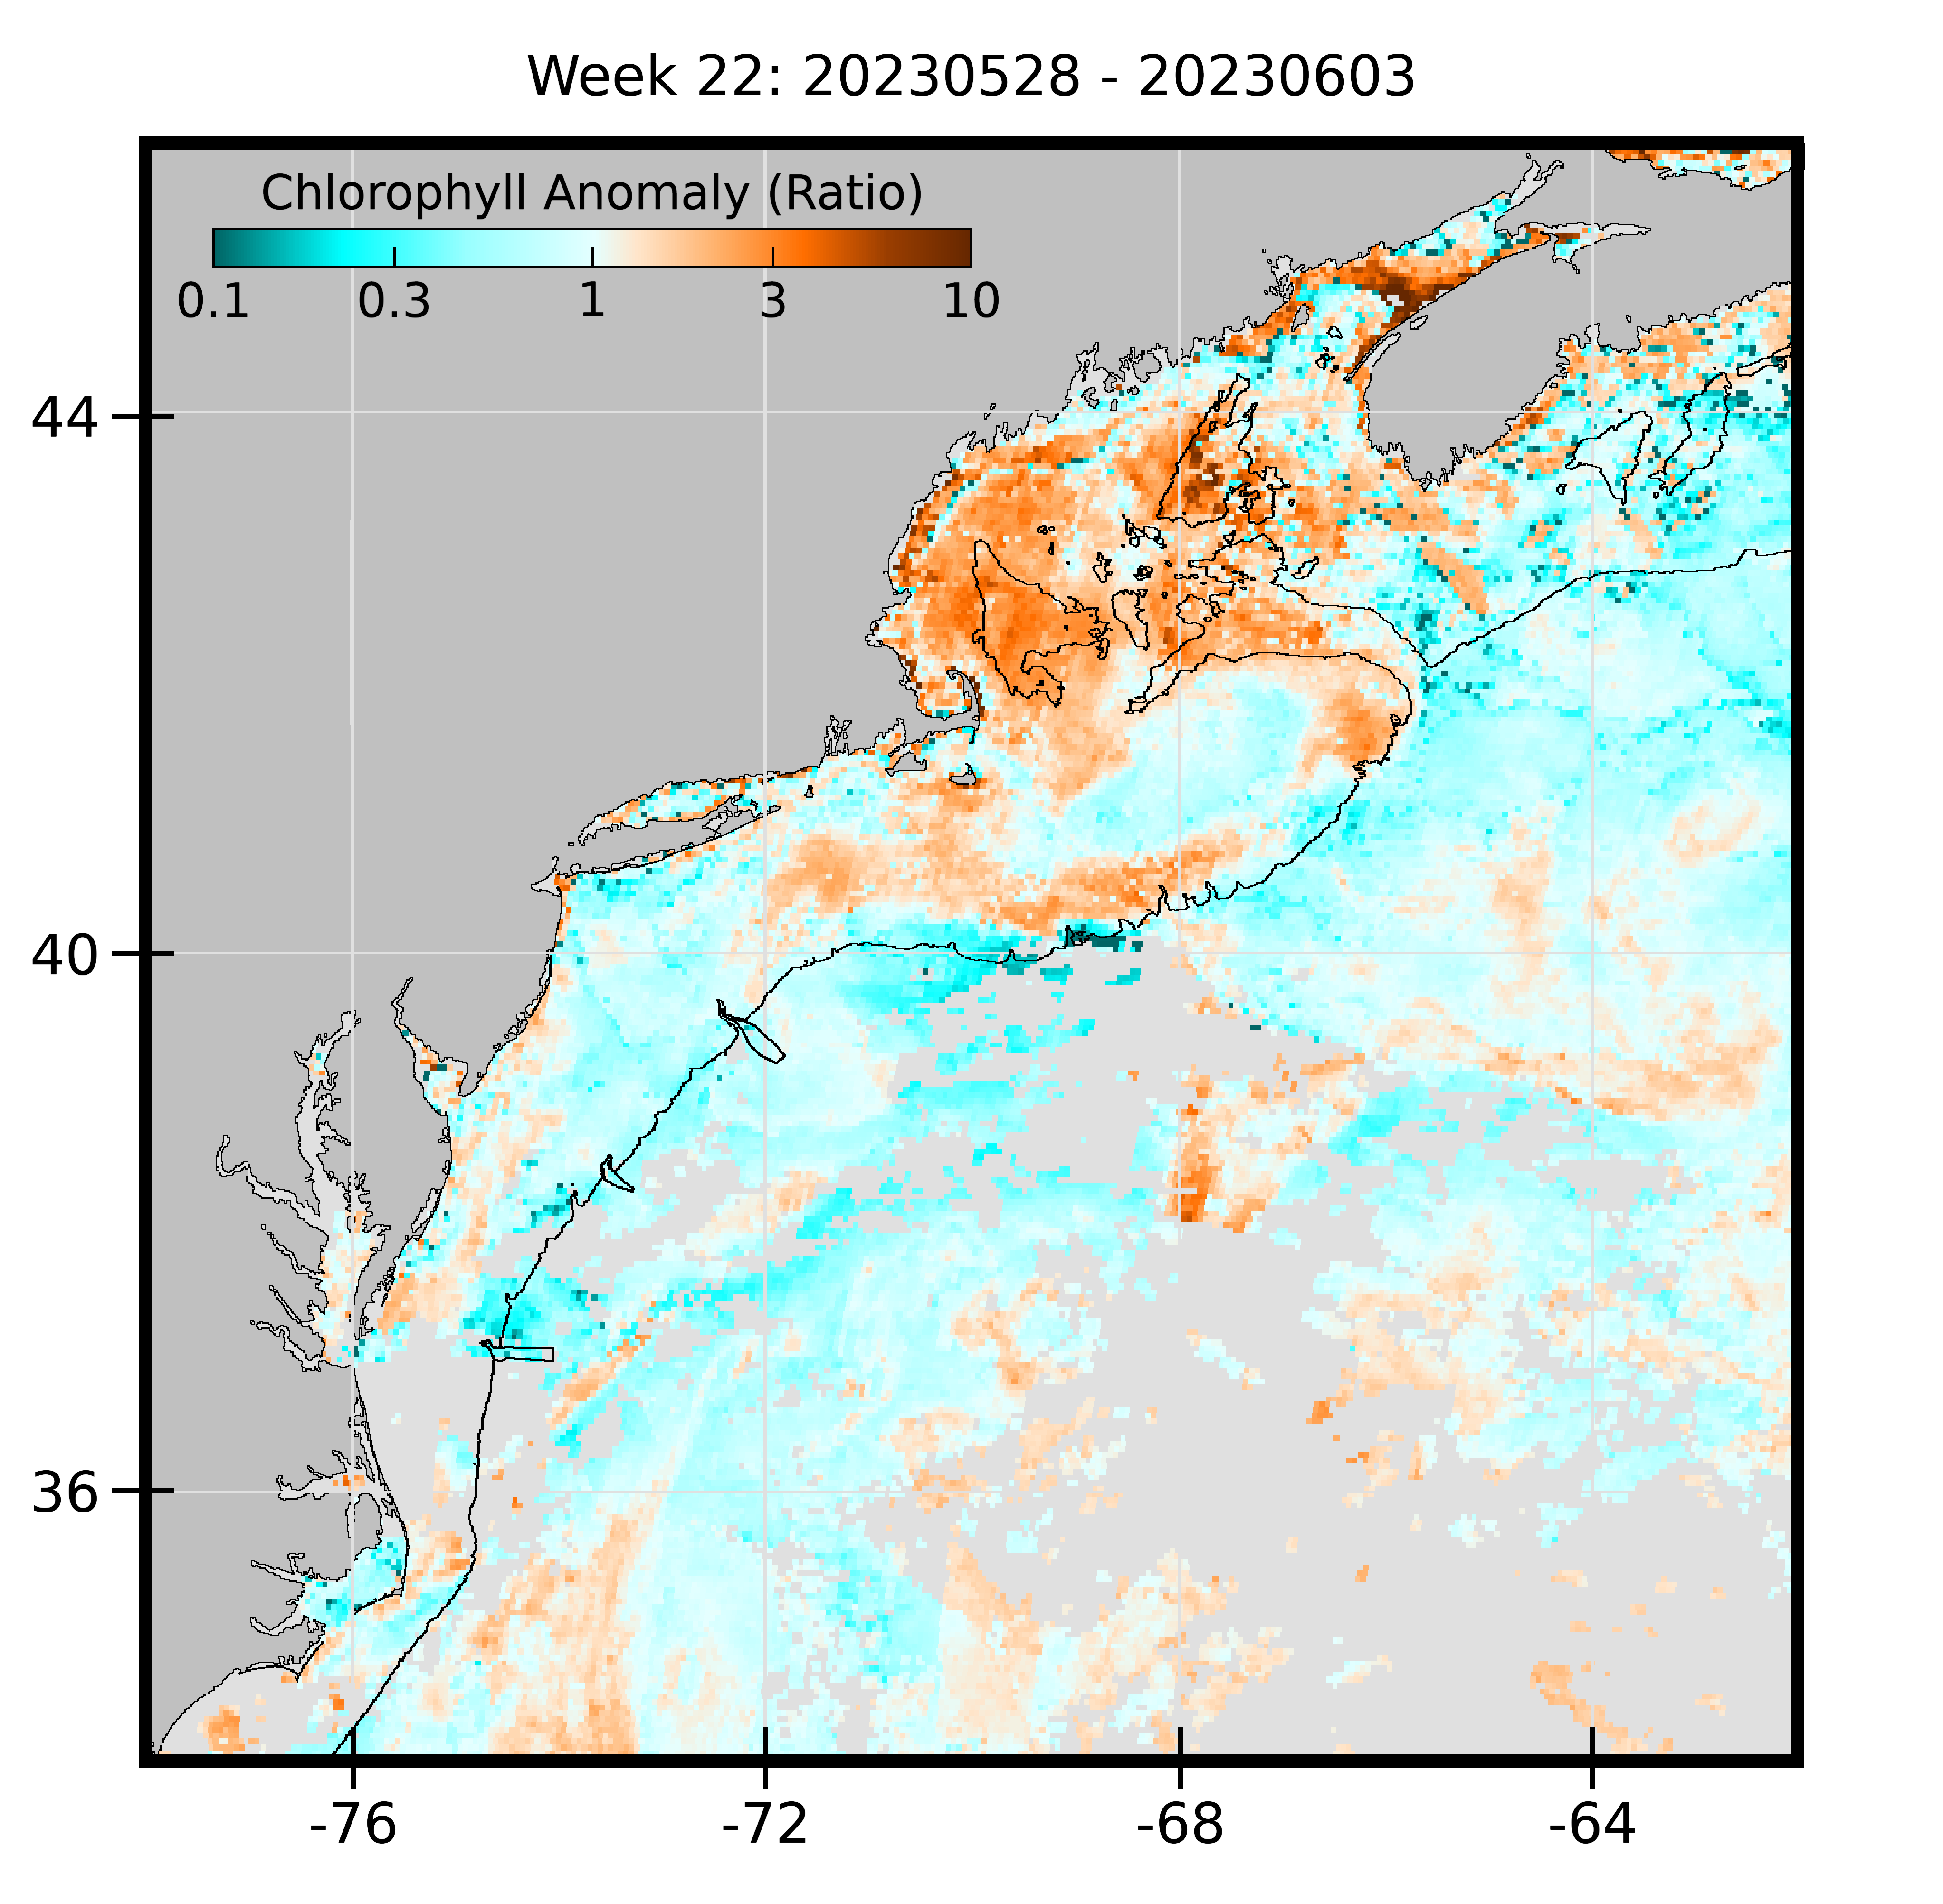 Week 22: 20230528 - 20230603
Chlorophyll Anomaly (Ratio)
0.1 0.3 1 3 10
44
40
36
-76 -72 -68 -64